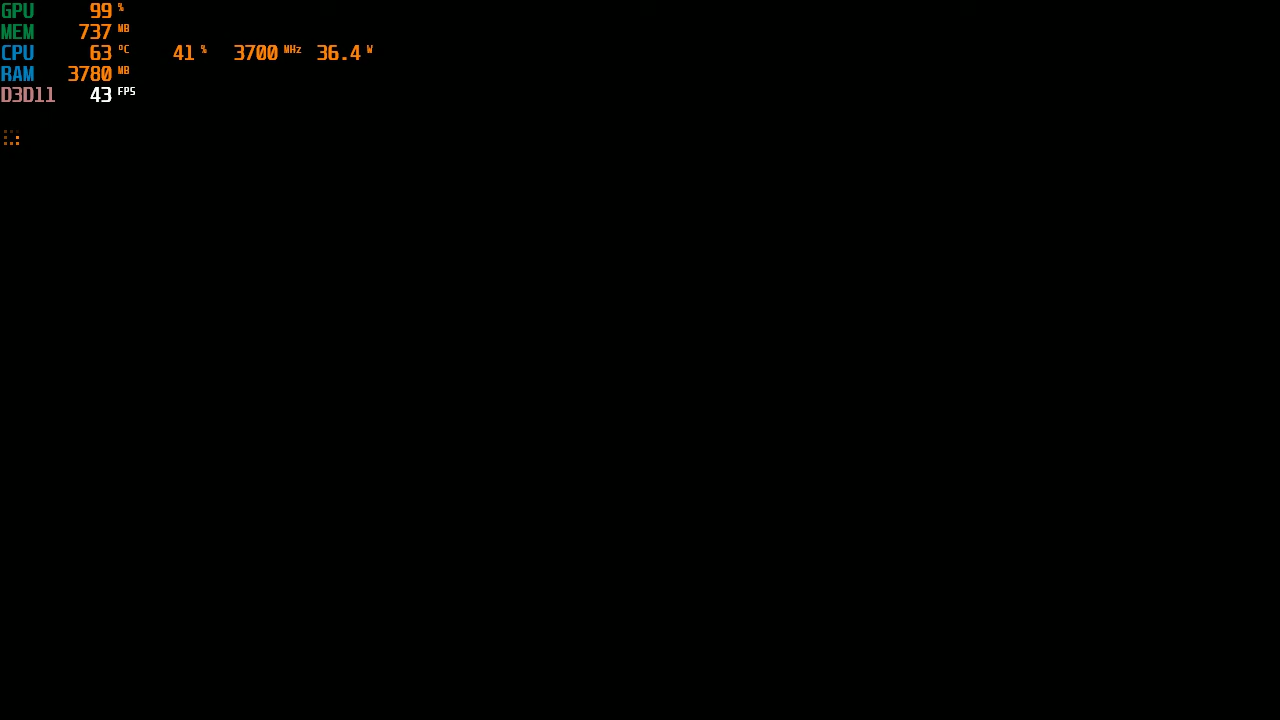 GPU 99 %
MEM 737 MB
CPU 63 °C 41 % 3700 MHz 36.4 W
RAM 3780 MB
D3D11 43 FPS